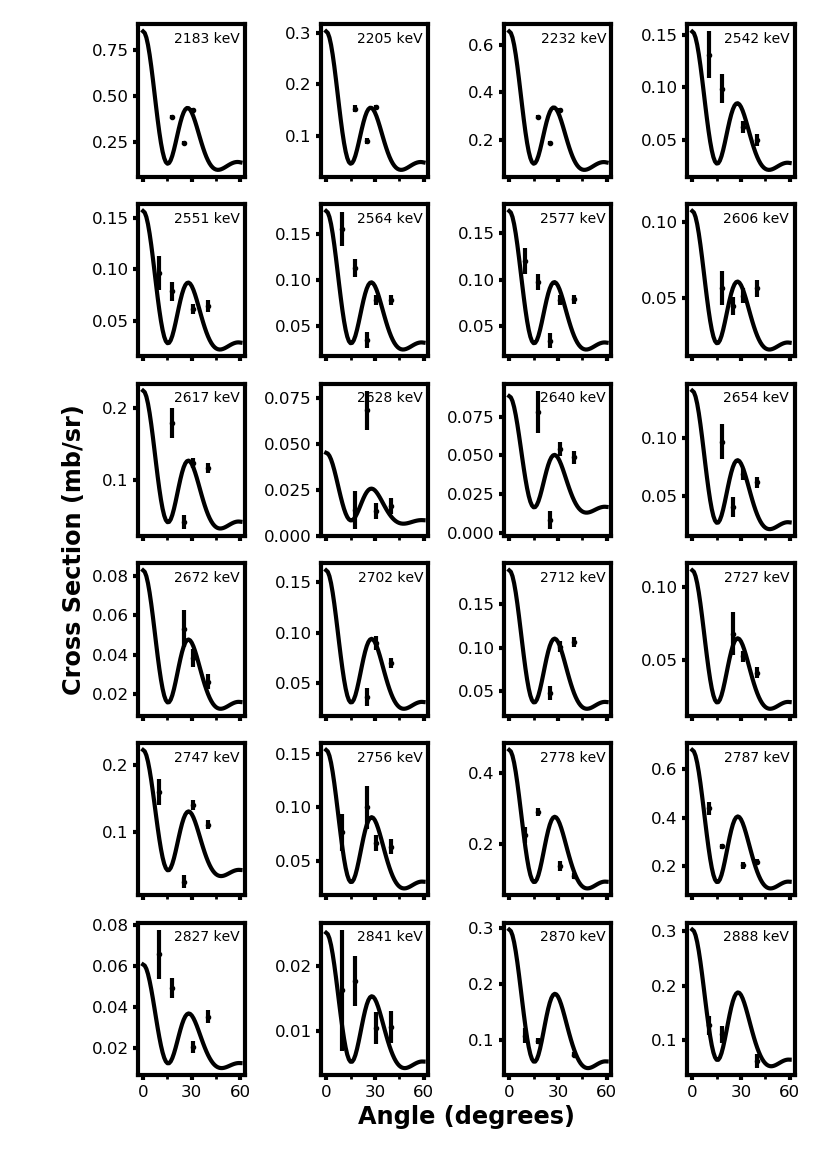 2183 keV 2205 keV 2232 keV 2542 keV
0.75 0.50 0.25
0.3 0.2 0.1
0.6 0.4 0.2
0.15 0.10 0.05
2551 keV 2564 keV 2577 keV 2606 keV
0.15 0.10 0.05
0.15 0.10 0.05
0.15 0.10 0.05
0.10 0.05
2617 keV 2628 keV 2640 keV 2654 keV
0.2 0.1
0.075 0.050 0.025 0.000
0.075 0.050 0.025 0.000
0.10 0.05
Cross Section (mb/sr)
2672 keV 2702 keV 2712 keV 2727 keV
0.08 0.06 0.04 0.02
0.15 0.10 0.05
0.15 0.10 0.05
0.10 0.05
2747 keV 2756 keV 2778 keV 2787 keV
0.2 0.1
0.15 0.10 0.05
0.4 0.2
0.6 0.4 0.2
2827 keV 2841 keV 2870 keV 2888 keV
0.08 0.06 0.04 0.02
0.02 0.01
0.3 0.2 0.1
0.3 0.2 0.1
0 30 60 0 30 60 0 30 60 0 30 60
Angle (degrees)